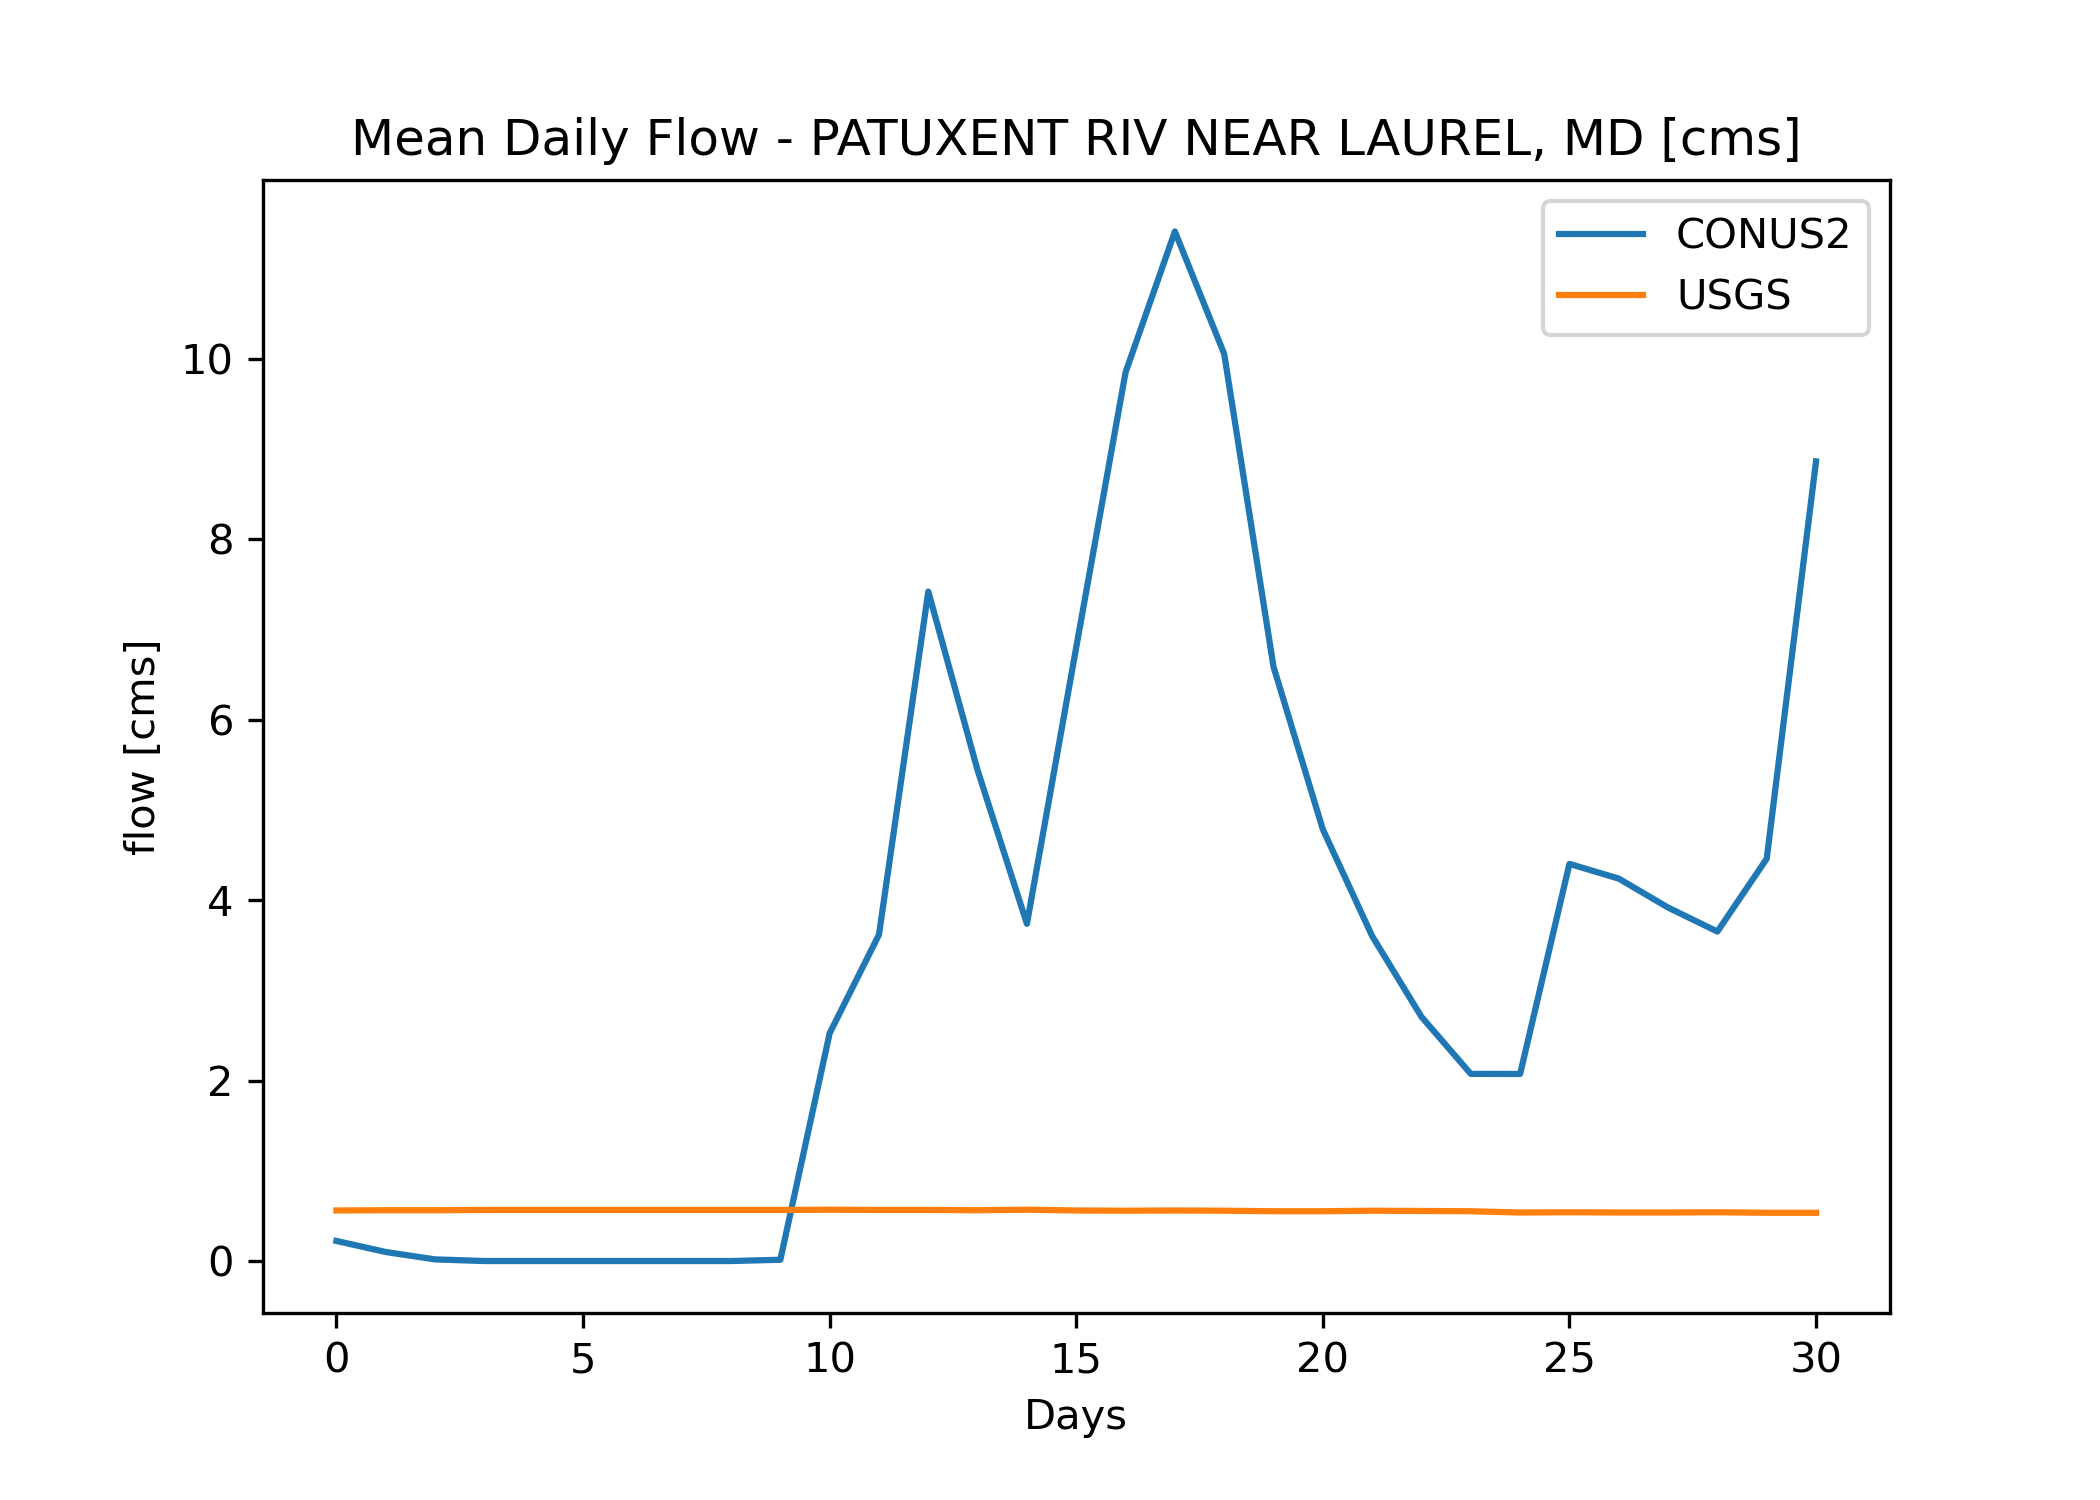 Mean Daily Flow - PATUXENT RIV NEAR LAUREL, MD [cms]
CONUS2
USGS
10
8
6
4
2
0
flow [cms]
0 5 10 15 20 25 30
Days